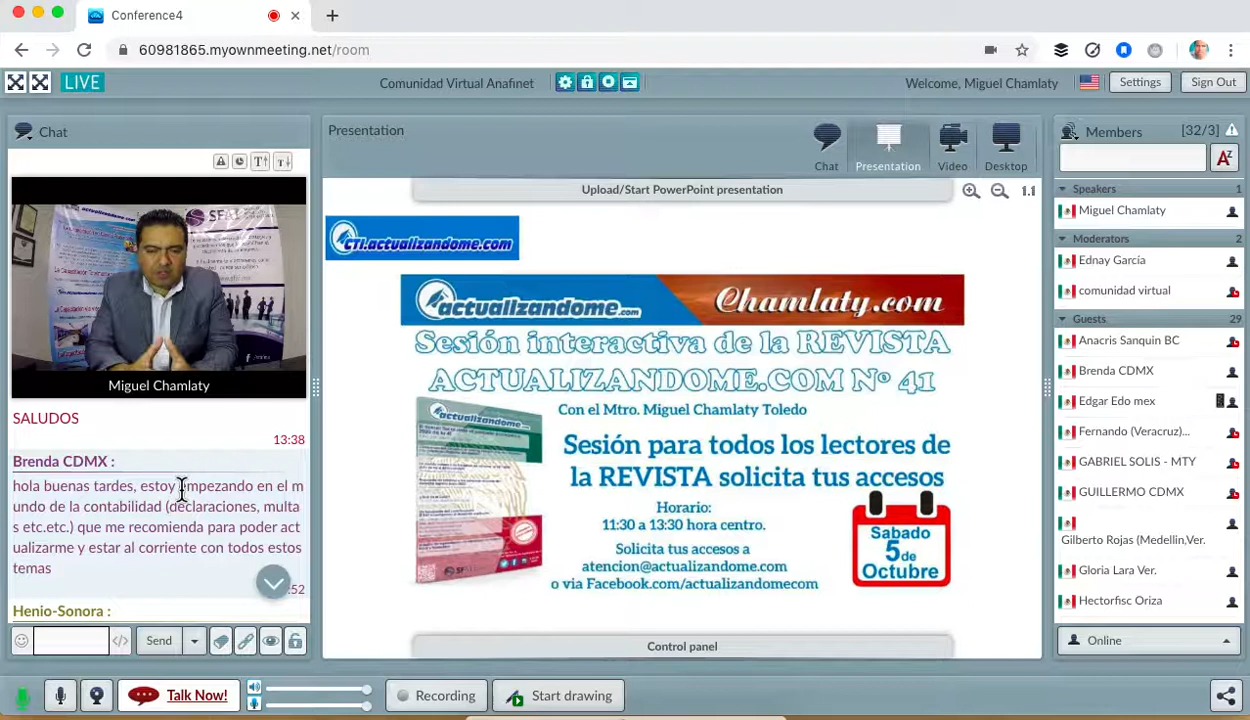 Conference4
60981865.myownmeeting.net/room
LIVE
Comunidad Virtual Anafinet
Welcome, Miguel Chamlaty
Settings
Sign Out
Chat
Miguel Chamlaty
SALUDOS
13:38
Brenda CDMX :
hola buenas tardes, estoy empezando en el m
undo de la contabilidad (declaraciones, multa
s etc.etc.) que me recomienda para poder act
ualizarme y estar al corriente con todos estos
temas
:52
Henio-Sonora :
Send
Presentation
Chat
Presentation
Video
Desktop
Upload/Start PowerPoint presentation
1.1
CTI.actualizandome.com
actualizandome.com
Chamlaty.com
Sesión interactiva de la REVISTA
ACTUALIZANDOME.COM Nº 41
Con el Mtro. Miguel Chamlaty Toledo
Sesión para todos los lectores de
la REVISTA solicita tus accesos
Horario:
11:30 a 13:30 hora centro.
Solicita tus accesos a
atencion@actualizandome.com
o via Facebook.com/actualizandomecom
Sabado
5 de
Octubre
Control panel
Members
[32/3]
Speakers
1
Miguel Chamlaty
Moderators
2
Ednay García
comunidad virtual
Guests
29
Anacris Sanquin BC
Brenda CDMX
Edgar Edo mex
Fernando (Veracruz)...
GABRIEL SOLIS - MTY
GUILLERMO CDMX
Gilberto Rojas (Medellin,Ver.
Gloria Lara Ver.
Hectorfisc Oriza
Online
Talk Now!
Recording
Start drawing